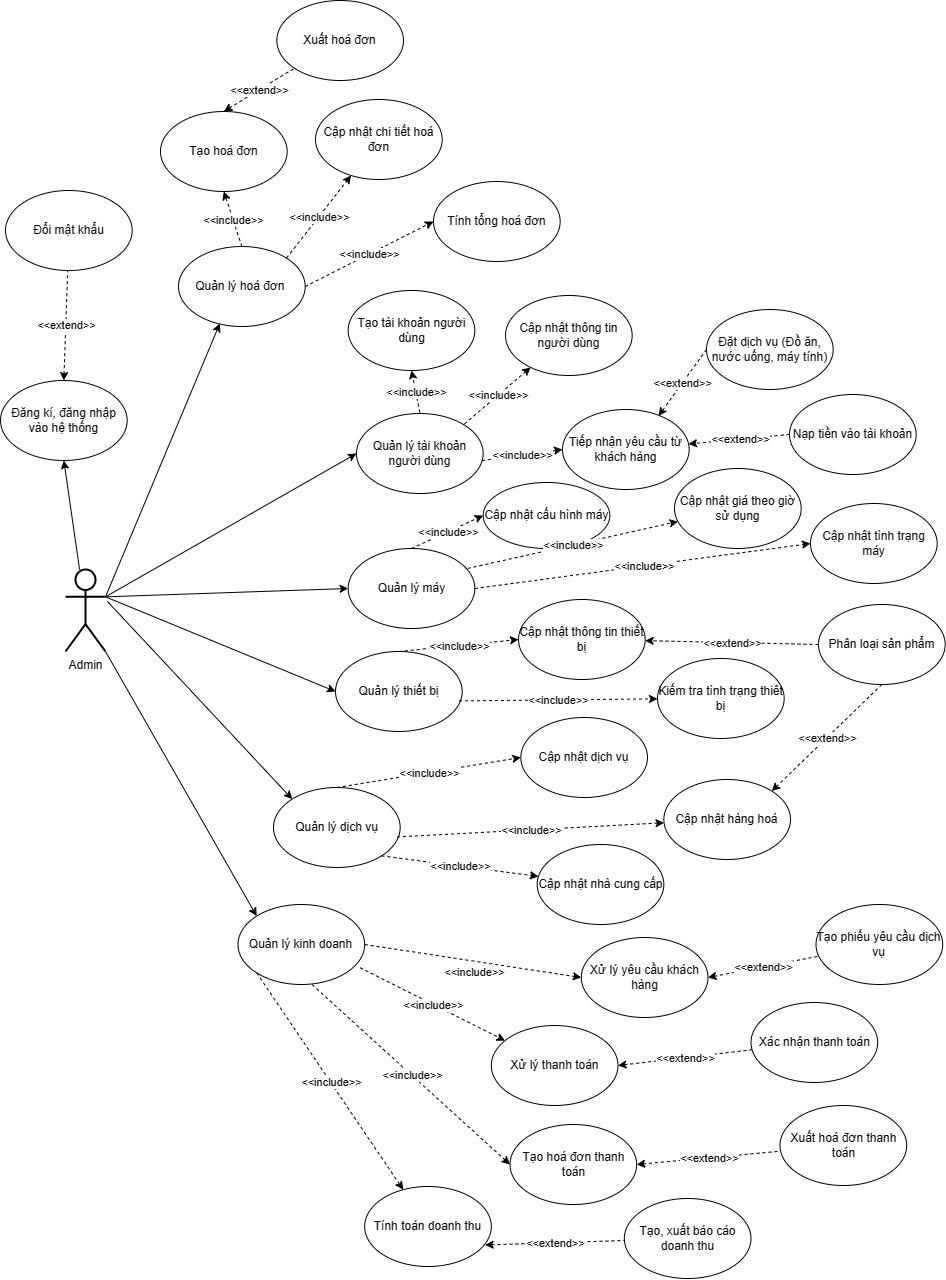 Xuất hoá đơn
<<extend>>
Tạo hoá đơn
Cập nhật chi tiết hoá
đơn
Đổi mật khẩu
<<include>>
<<include>>
Tính tổng hoá đơn
<<include>>
Quản lý hoá đơn
<<extend>>
Tạo tài khoản người
dùng
Cập nhật thông tin
người dùng
Đặt dịch vụ (Đồ ăn,
nước uống, máy tính)
<<extend>>
Đăng kí, đăng nhập
vào hệ thống
<<include>>
<<include>>
Quản lý tài khoản
người dùng
<<include>>
Tiếp nhận yêu cầu từ
khách hàng
<<extend>>
Nạp tiền vào tài khoản
Cập nhật cấu hình máy
Cập nhật giá theo giờ
sử dụng
<<include>>
<<include>>
Cập nhật tình trạng
máy
<<include>>
Quản lý máy
Admin
Cập nhật thông tin thiết
bị
<<include>>
<<extend>>
Phân loại sản phẩm
Quản lý thiết bị
<<include>>
Kiểm tra tình trạng thiết
bị
<<extend>>
Cập nhật dịch vụ
<<include>>
Quản lý dịch vụ
<<include>>
Cập nhật hàng hoá
<<include>>
Cập nhật nhà cung cấp
Quản lý kinh doanh
<<include>>
Xử lý yêu cầu khách
hàng
<<extend>>
Tạo phiếu yêu cầu dịch
vụ
<<include>>
Xử lý thanh toán
<<extend>>
Xác nhận thanh toán
<<include>>
<<include>>
Tạo hoá đơn thanh
toán
<<extend>>
Xuất hoá đơn thanh
toán
Tính toán doanh thu
<<extend>>
Tạo, xuất báo cáo
doanh thu